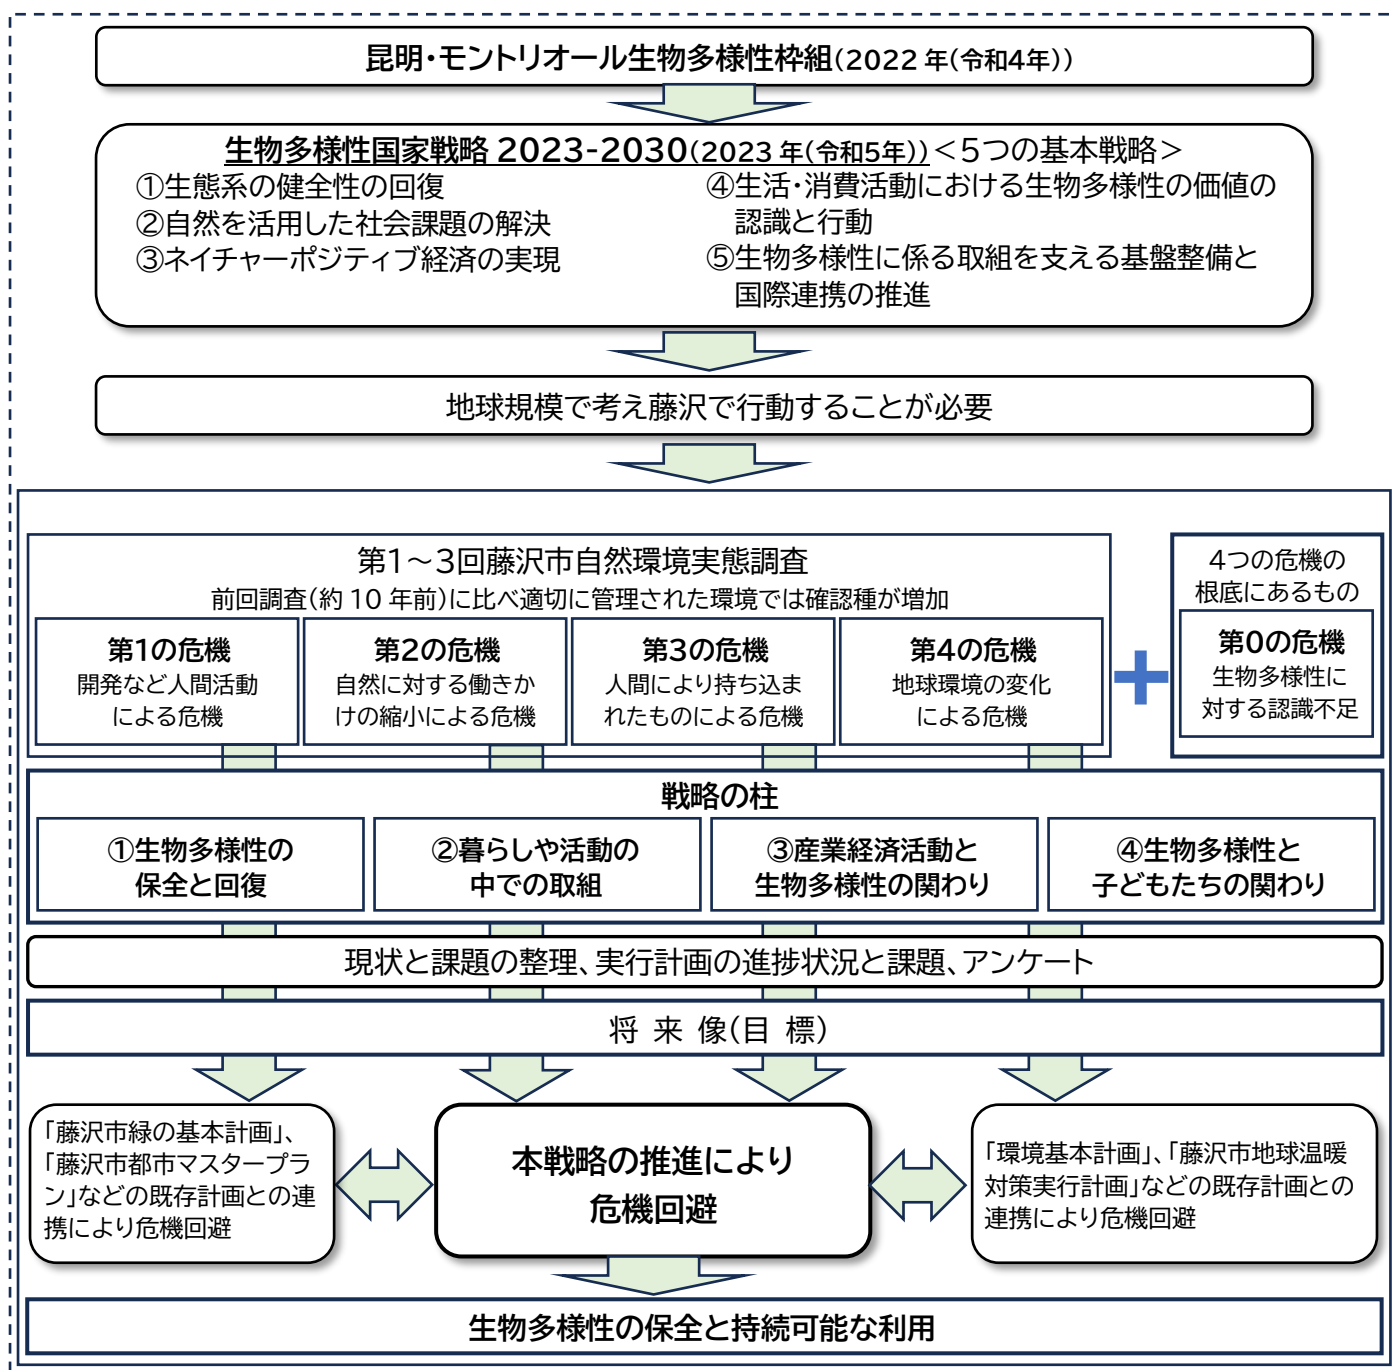 昆明・モントリオール生物多様性枠組(2022年(令和4年))
生物多様性国家戦略 2023-2030(2023年(令和5年))<5つの基本戦略>
①生態系の健全性の回復
②自然を活用した社会課題の解決
③ネイチャーポジティブ経済の実現
④生活・消費活動における生物多様性の価値の
認識と行動
⑤生物多様性に係る取組を支える基盤整備と
国際連携の推進
地球規模で考え藤沢で行動することが必要
第1~3回藤沢市自然環境実態調査
前回調査(約10年前)に比べ適切に管理された環境では確認種が増加
第1の危機
開発など人間活動
による危機
第2の危機
自然に対する働きか
けの縮小による危機
第3の危機
人間により持ち込ま
れたものによる危機
第4の危機
地球環境の変化
による危機
4つの危機の
根底にあるもの
第0の危機
生物多様性に
対する認識不足
戦略の柱
①生物多様性の
保全と回復
②暮らしや活動の
中での取組
③産業経済活動と
生物多様性の関わり
④生物多様性と
子どもたちの関わり
現状と課題の整理、実行計画の進捗状況と課題、アンケート
将 来 像(目 標)
「藤沢市緑の基本計画」、
「藤沢市都市マスタープラ
ン」などの既存計画との連
携により危機回避
本戦略の推進により
危機回避
「環境基本計画」、「藤沢市地球温暖
対策実行計画」などの既存計画との
連携により危機回避
生物多様性の保全と持続可能な利用